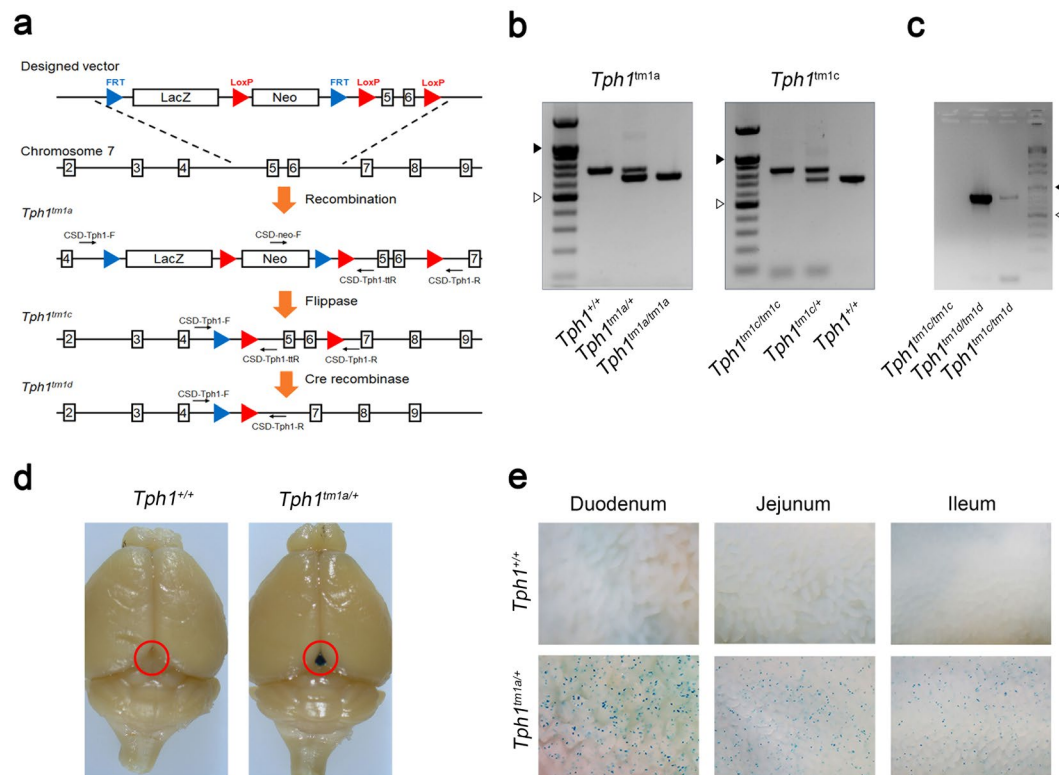 a
Designed vector
FRT LoxP FRT LoxP LoxP
LacZ Neo 5 6
Chromosome 7
2 3 4 5 6 7 8 9
Recombination
Tph1tm1a
CSD-Tph1-F CSD-neo-F
4 LacZ Neo 5 6 7
CSD-Tph1-ttR CSD-Tph1-R
Flippase
Tph1tm1c
CSD-Tph1-F
2 3 4 5 6 7 8 9
CSD-Tph1-ttR CSD-Tph1-R
Cre recombinase
Tph1tm1d
CSD-Tph1-F
2 3 4 7 8 9
CSD-Tph1-R
b
Tph1tm1a Tph1tm1c
Tph1+/+
Tph1tm1a/+
Tph1tm1a/tm1a
Tph1tm1c/tm1c
Tph1tm1c/+
Tph1+/+
c
Tph1tm1c/tm1c
Tph1tm1d/tm1d
Tph1tm1c/tm1d
d
Tph1+/+ Tph1tm1a/+
e
Duodenum Jejunum Ileum
Tph1+/+
Tph1tm1a/+